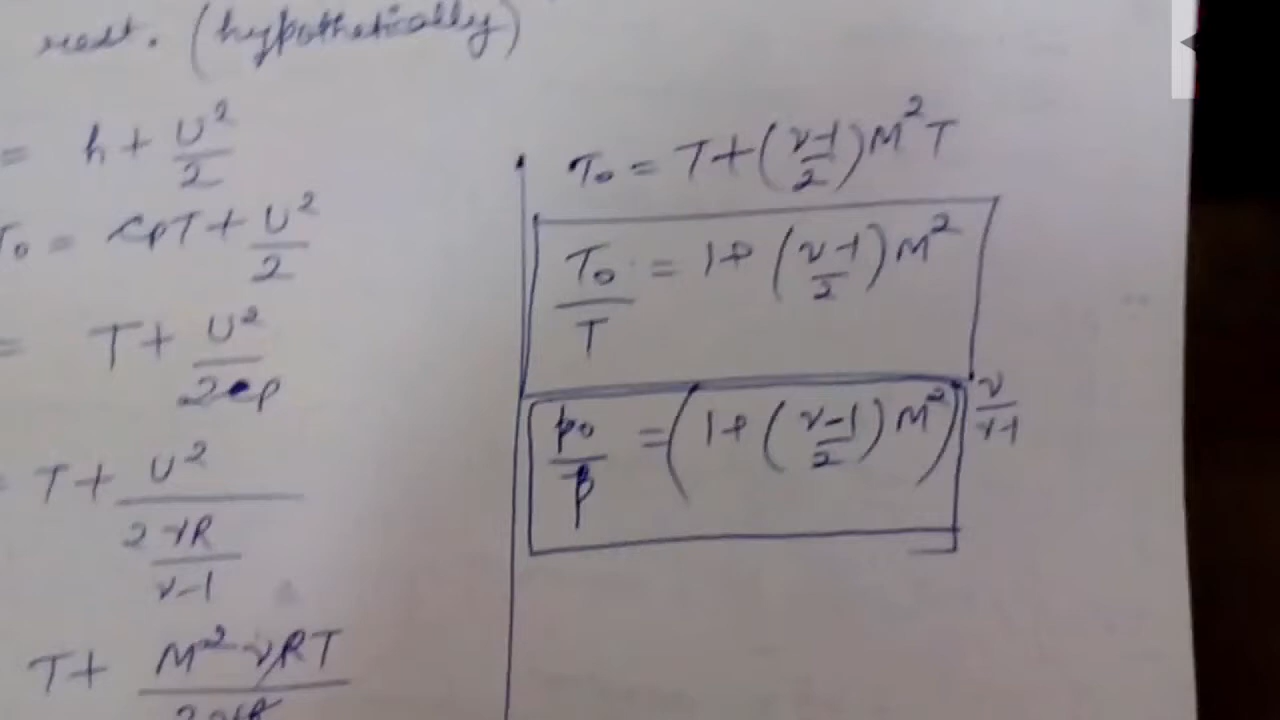 rest. (hypothetically)
= h + U²/2
T₀ = CpT + U²/2
= T + U²/2Cp
= T + U²/(2γR/(γ-1))
T + M²γRT/
T₀ = T + ((γ-1)/2)M²T
T₀/T = 1 + ((γ-1)/2)M²
p₀/p = (1 + ((γ-1)/2)M²)^(γ/(γ-1))